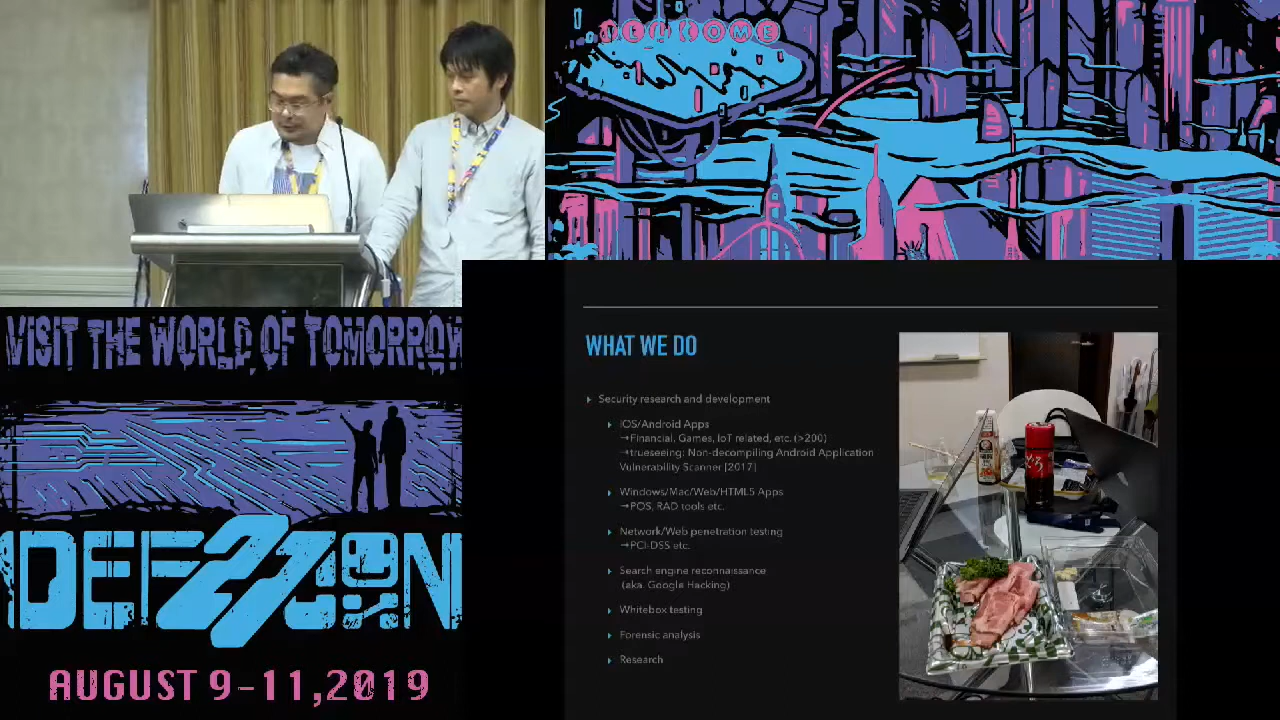 WELCOME
VISIT THE WORLD OF TOMORROW
DEF CON
27
AUGUST 9-11,2019
WHAT WE DO
Security research and development
iOS/Android Apps
→Financial, Games, IoT related, etc. (>200)
→trueseeing: Non-decompiling Android Application
Vulnerability Scanner [2017]
Windows/Mac/Web/HTML5 Apps
→POS, RAD tools etc.
Network/Web penetration testing
→PCI-DSS etc.
Search engine reconnaissance
(aka. Google Hacking)
Whitebox testing
Forensic analysis
Research